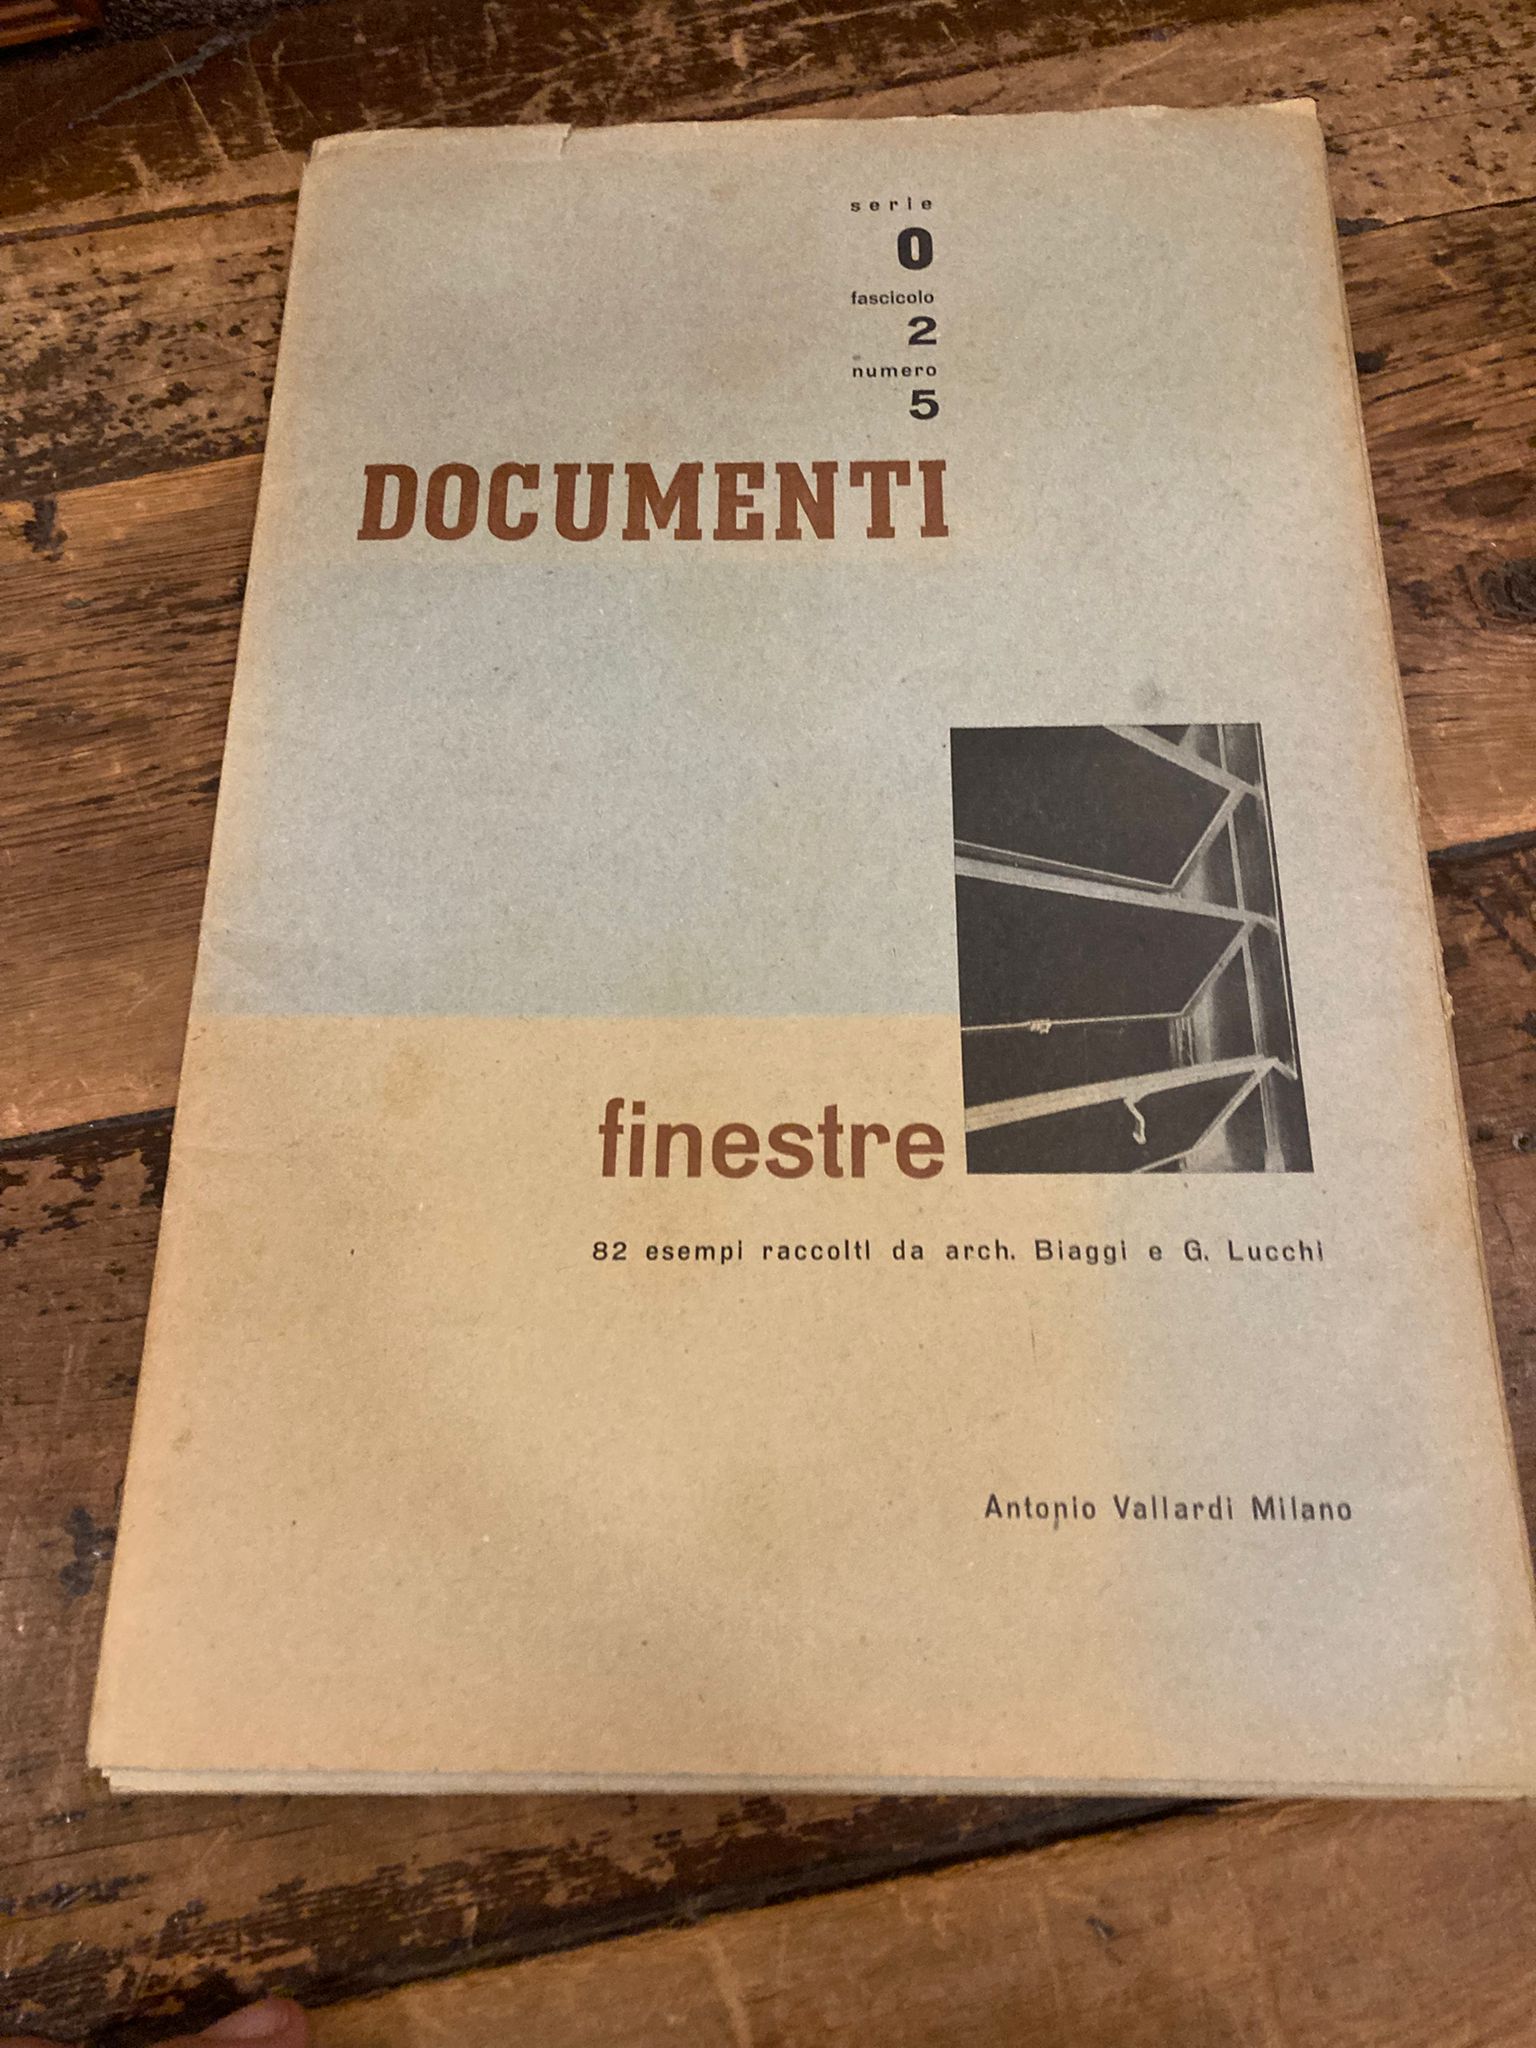 serie
0
fascicolo
2
numero
5
DOCUMENTI
finestre
82 esempi raccolti da arch. Biaggi e G. Lucchi
Antonio Vallardi Milano